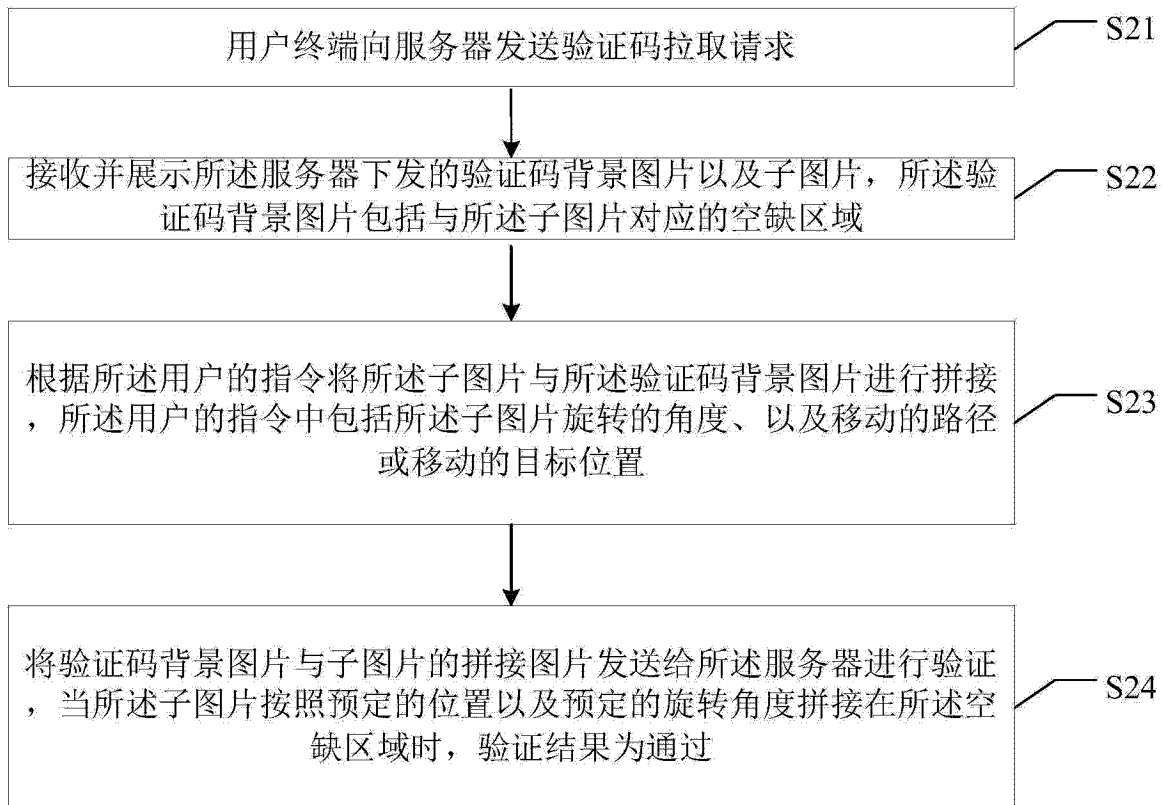 用户终端向服务器发送验证码拉取请求
S21
接收并展示所述服务器下发的验证码背景图片以及子图片，所述验
证码背景图片包括与所述子图片对应的空缺区域
S22
根据所述用户的指令将所述子图片与所述验证码背景图片进行拼接
，所述用户的指令中包括所述子图片旋转的角度、以及移动的路径
或移动的目标位置
S23
将验证码背景图片与子图片的拼接图片发送给所述服务器进行验证
，当所述子图片按照预定的位置以及预定的旋转角度拼接在所述空
缺区域时，验证结果为通过
S24